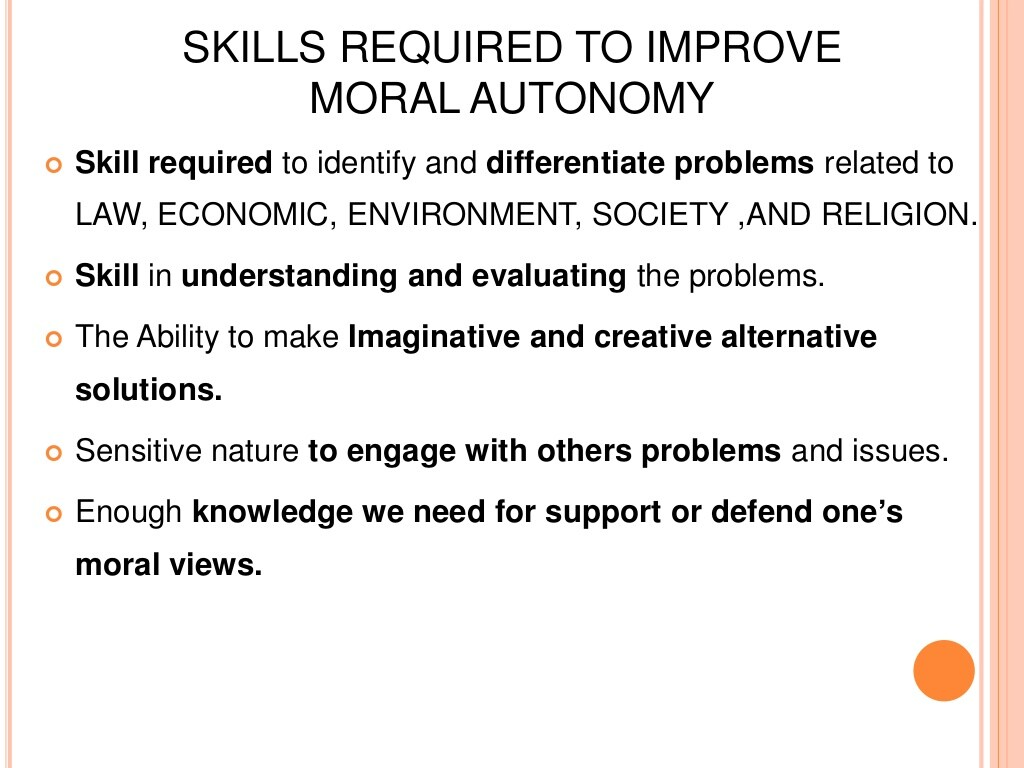 SKILLS REQUIRED TO IMPROVE
MORAL AUTONOMY
Skill required to identify and differentiate problems related to
LAW, ECONOMIC, ENVIRONMENT, SOCIETY ,AND RELIGION.
Skill in understanding and evaluating the problems.
The Ability to make Imaginative and creative alternative
solutions.
Sensitive nature to engage with others problems and issues.
Enough knowledge we need for support or defend one’s
moral views.